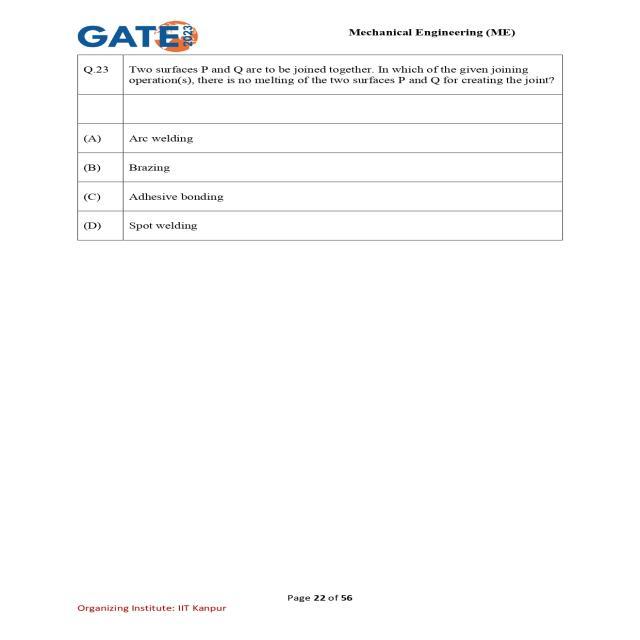 GATE 2023
Mechanical Engineering (ME)
Q.23 Two surfaces P and Q are to be joined together. In which of the given joining
operation(s), there is no melting of the two surfaces P and Q for creating the joint?
(A) Arc welding
(B) Brazing
(C) Adhesive bonding
(D) Spot welding
Page 22 of 56
Organizing Institute: IIT Kanpur